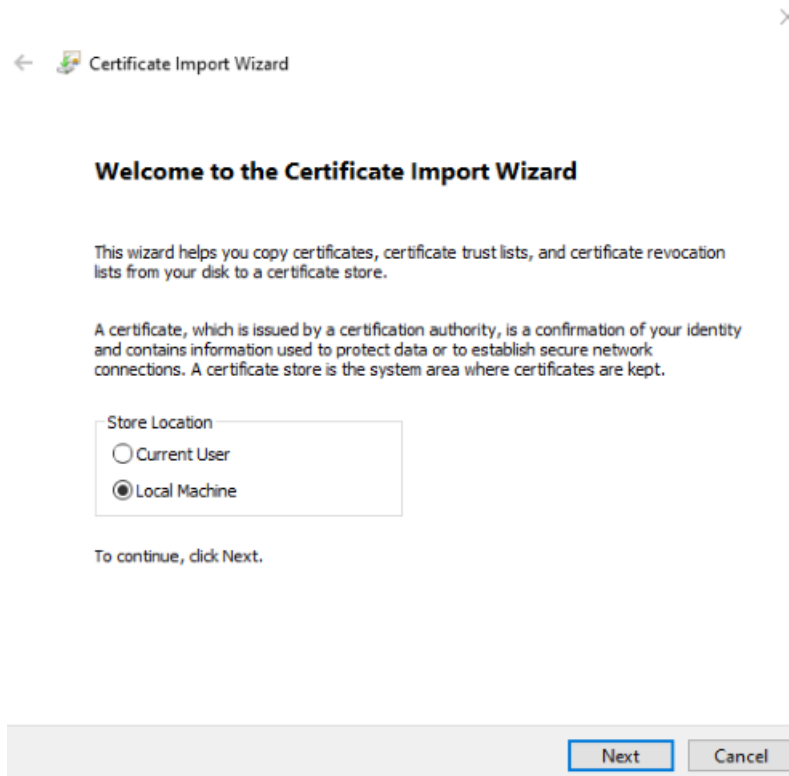 Certificate Import Wizard
Welcome to the Certificate Import Wizard
This wizard helps you copy certificates, certificate trust lists, and certificate revocation
lists from your disk to a certificate store.
A certificate, which is issued by a certification authority, is a confirmation of your identity
and contains information used to protect data or to establish secure network
connections. A certificate store is the system area where certificates are kept.
Store Location
Current User
Local Machine
To continue, click Next.
Next
Cancel